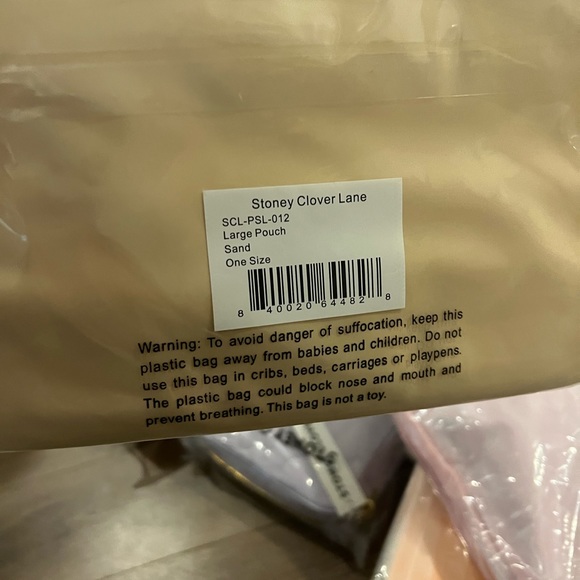 Stoney Clover Lane
SCL-PSL-012
Large Pouch
Sand
One Size
8 40020 64482 8
Warning: To avoid danger of suffocation, keep this
plastic bag away from babies and children. Do not
use this bag in cribs, beds, carriages or playpens.
The plastic bag could block nose and mouth and
prevent breathing. This bag is not a toy.